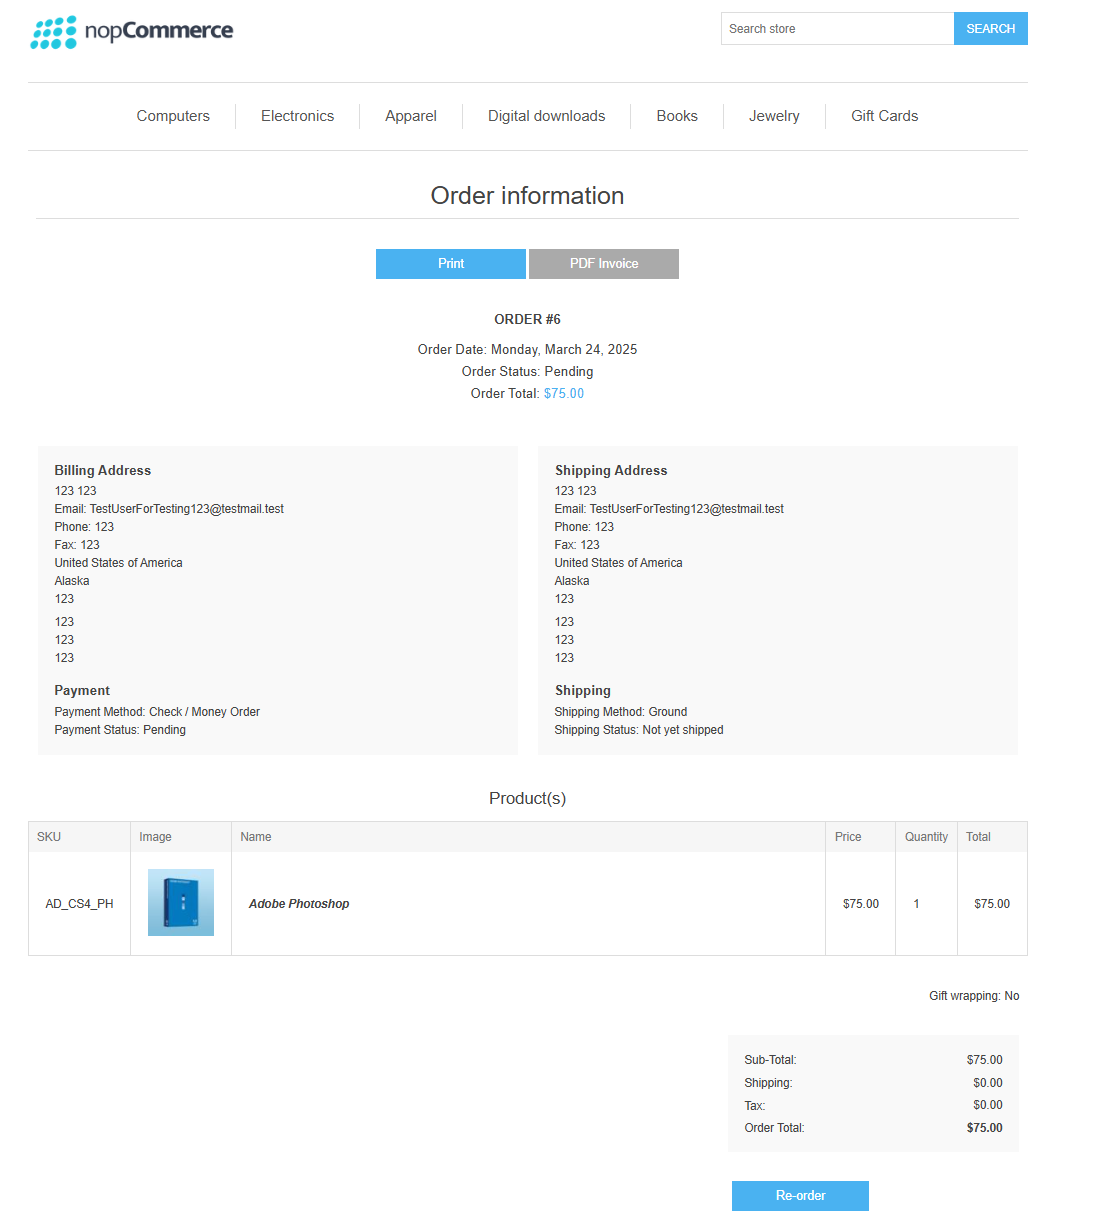 nopCommerce
Search store
SEARCH
Computers
Electronics
Apparel
Digital downloads
Books
Jewelry
Gift Cards
Order information
Print
PDF Invoice
ORDER #6
Order Date: Monday, March 24, 2025
Order Status: Pending
Order Total: $75.00
Billing Address
123 123
Email: TestUserForTesting123@testmail.test
Phone: 123
Fax: 123
United States of America
Alaska
123
123
123
123
Payment
Payment Method: Check / Money Order
Payment Status: Pending
Shipping Address
123 123
Email: TestUserForTesting123@testmail.test
Phone: 123
Fax: 123
United States of America
Alaska
123
123
123
123
Shipping
Shipping Method: Ground
Shipping Status: Not yet shipped
Product(s)
SKU Image Name Price Quantity Total
AD_CS4_PH Adobe Photoshop $75.00 1 $75.00
Gift wrapping: No
Sub-Total: $75.00
Shipping: $0.00
Tax: $0.00
Order Total: $75.00
Re-order